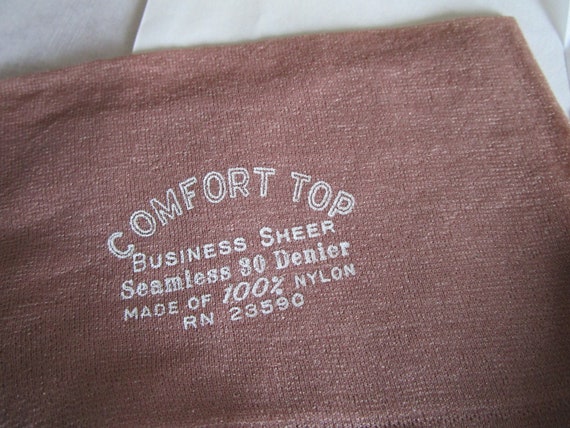 COMFORT TOP
BUSINESS SHEER
Seamless 30 Denier
MADE OF 100% NYLON
RN 23590